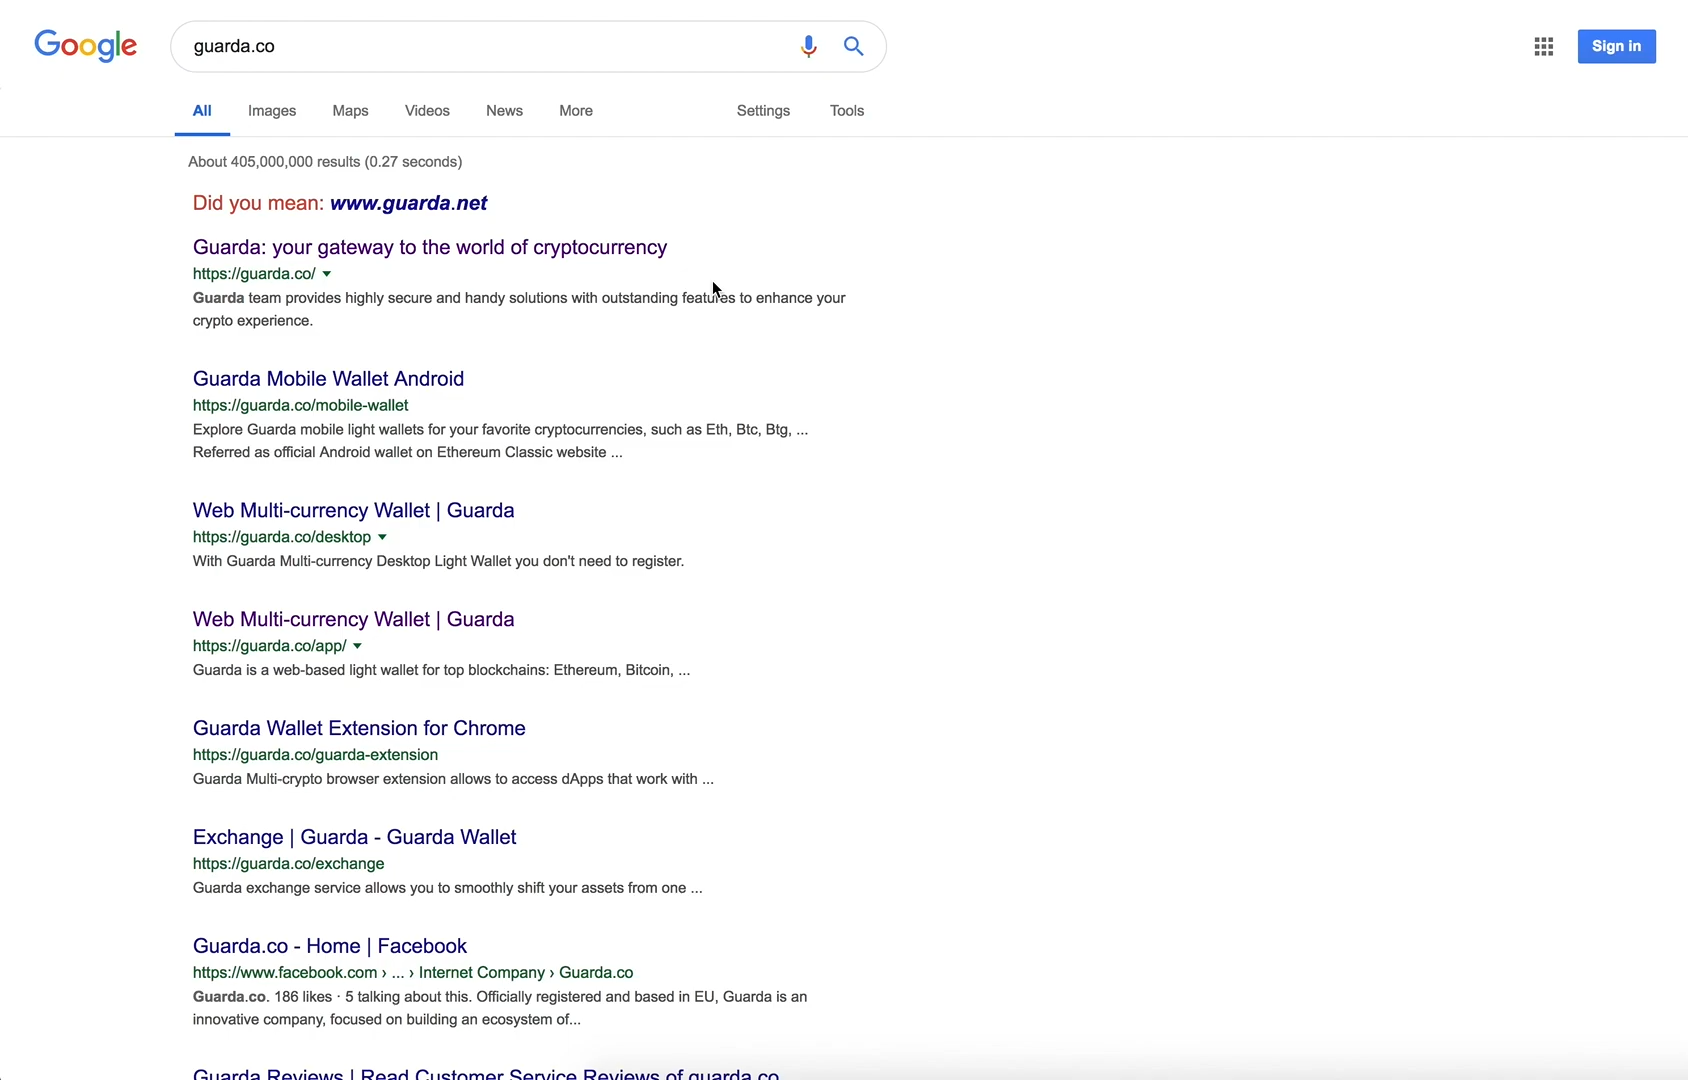 Google
guarda.co
Sign in
All Images Maps Videos News More Settings Tools
About 405,000,000 results (0.27 seconds)
Did you mean: www.guarda.net
Guarda: your gateway to the world of cryptocurrency
https://guarda.co/
Guarda team provides highly secure and handy solutions with outstanding features to enhance your
crypto experience.
Guarda Mobile Wallet Android
https://guarda.co/mobile-wallet
Explore Guarda mobile light wallets for your favorite cryptocurrencies, such as Eth, Btc, Btg, ...
Referred as official Android wallet on Ethereum Classic website ...
Web Multi-currency Wallet | Guarda
https://guarda.co/desktop
With Guarda Multi-currency Desktop Light Wallet you don't need to register.
Web Multi-currency Wallet | Guarda
https://guarda.co/app/
Guarda is a web-based light wallet for top blockchains: Ethereum, Bitcoin, ...
Guarda Wallet Extension for Chrome
https://guarda.co/guarda-extension
Guarda Multi-crypto browser extension allows to access dApps that work with ...
Exchange | Guarda - Guarda Wallet
https://guarda.co/exchange
Guarda exchange service allows you to smoothly shift your assets from one ...
Guarda.co - Home | Facebook
https://www.facebook.com › ... › Internet Company › Guarda.co
Guarda.co. 186 likes · 5 talking about this. Officially registered and based in EU, Guarda is an
innovative company, focused on building an ecosystem of...
Guarda Reviews | Read Customer Service Reviews of guarda.co